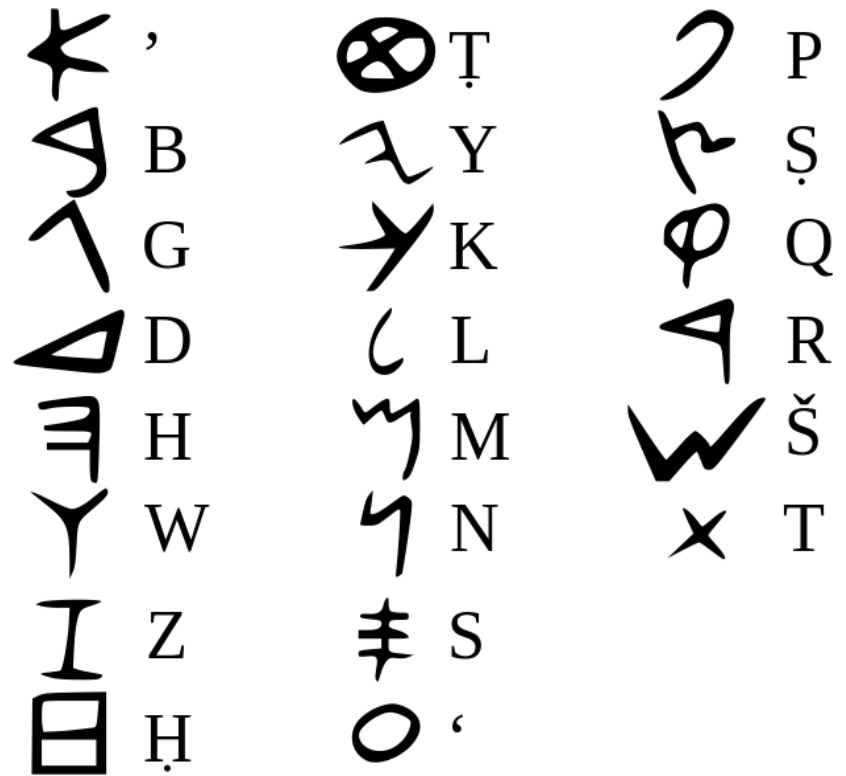 𐤀 ’
𐤁 B
𐤂 G
𐤃 D
𐤄 H
𐤅 W
𐤆 Z
𐤇 Ḥ
𐤈 Ṭ
𐤉 Y
𐤊 K
𐤋 L
𐤌 M
𐤍 N
𐤎 S
𐤏 ‘
𐤐 P
𐤑 Ṣ
𐤒 Q
𐤓 R
𐤔 Š
𐤕 T